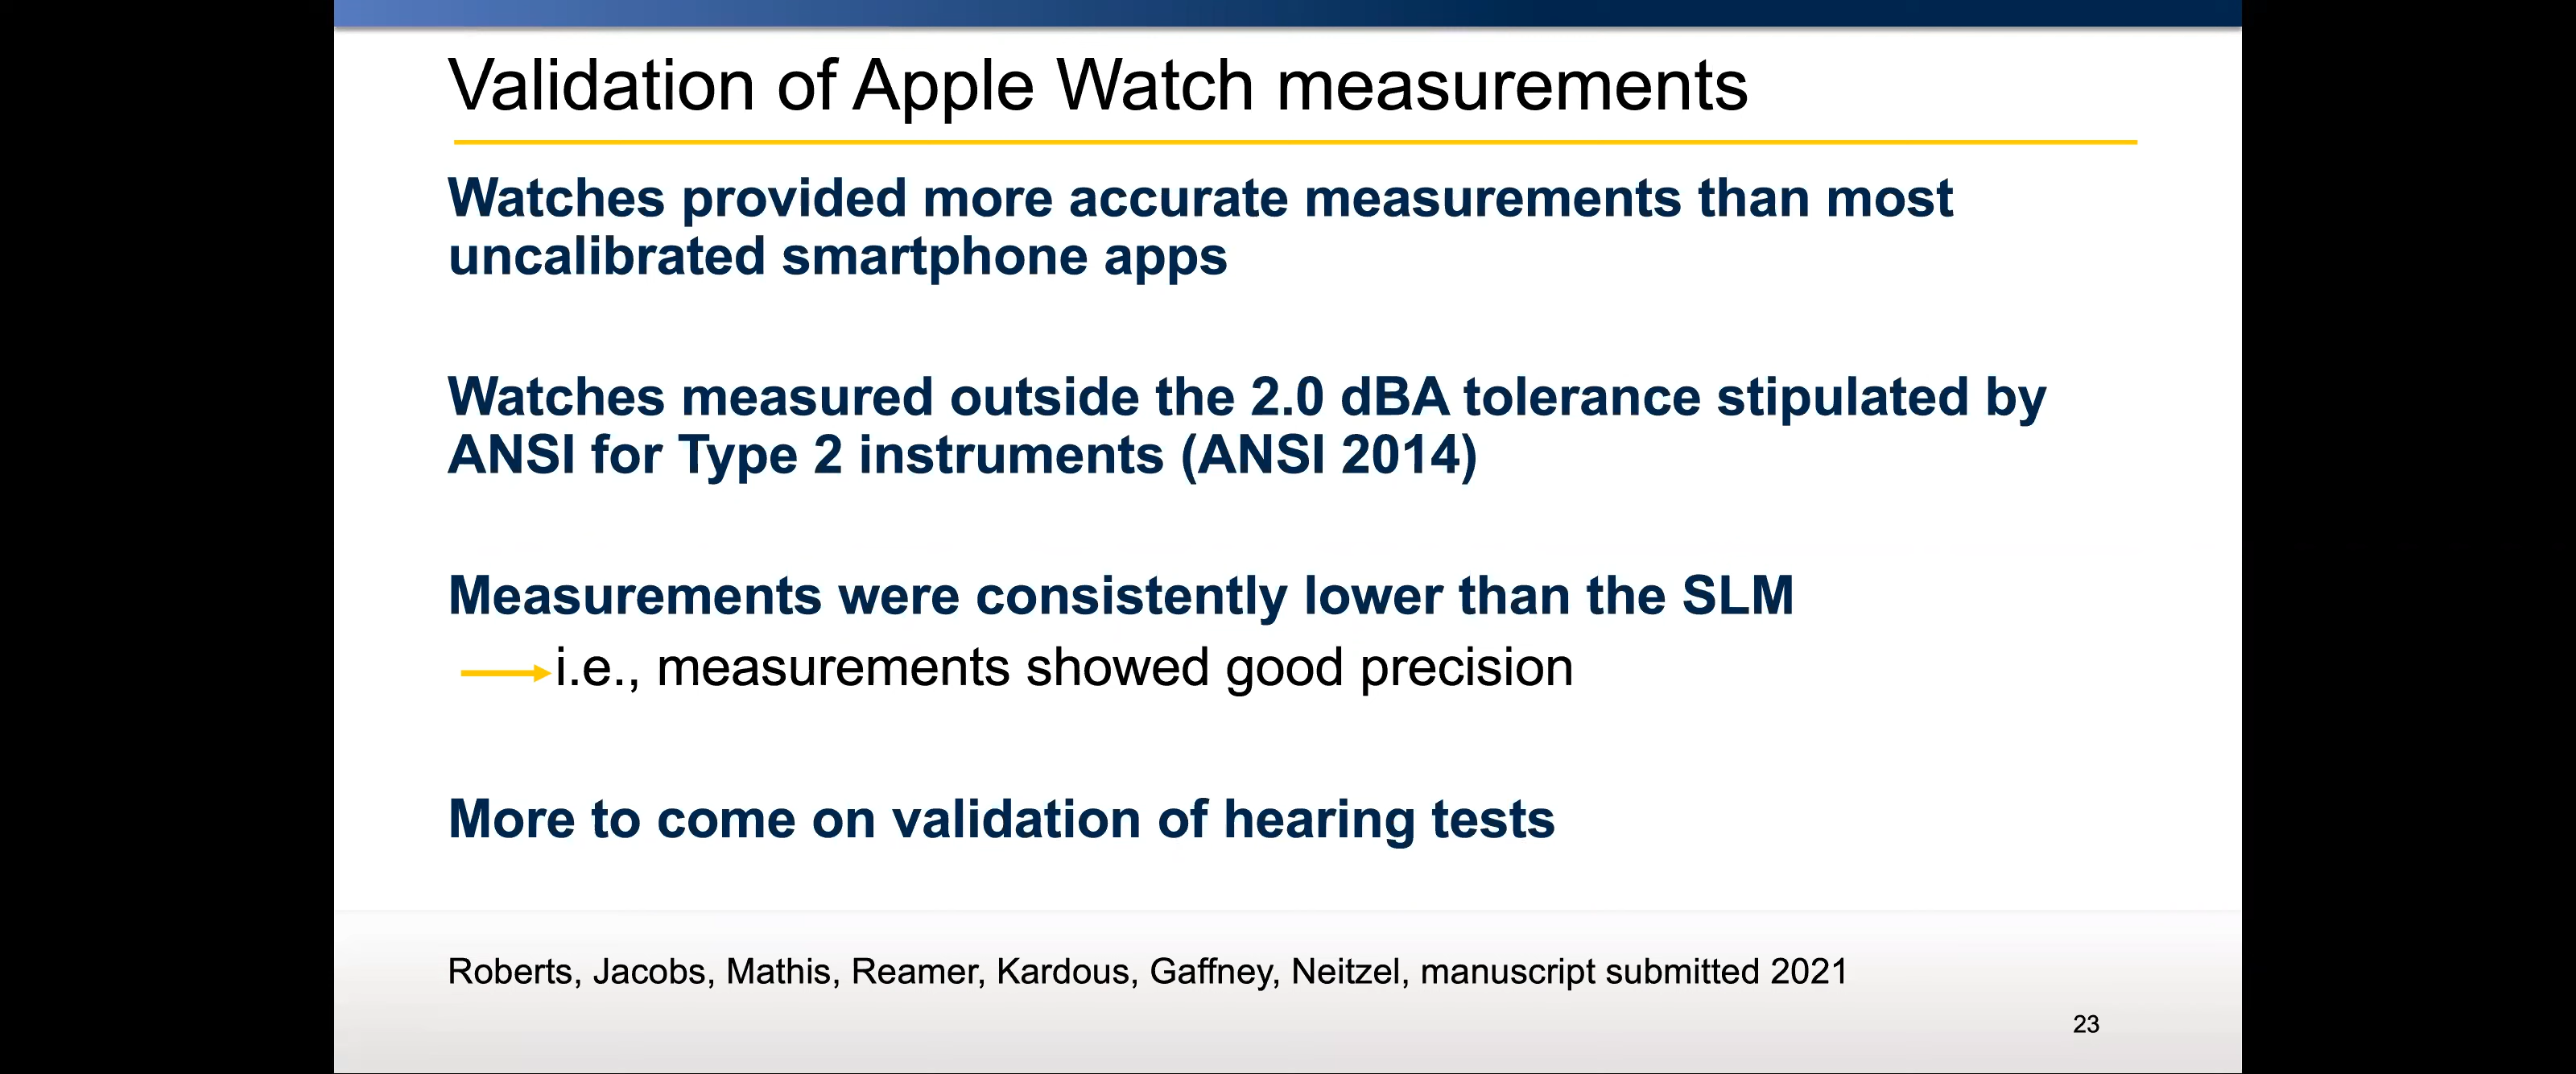 Validation of Apple Watch measurements
Watches provided more accurate measurements than most
uncalibrated smartphone apps
Watches measured outside the 2.0 dBA tolerance stipulated by
ANSI for Type 2 instruments (ANSI 2014)
Measurements were consistently lower than the SLM
i.e., measurements showed good precision
More to come on validation of hearing tests
Roberts, Jacobs, Mathis, Reamer, Kardous, Gaffney, Neitzel, manuscript submitted 2021
23